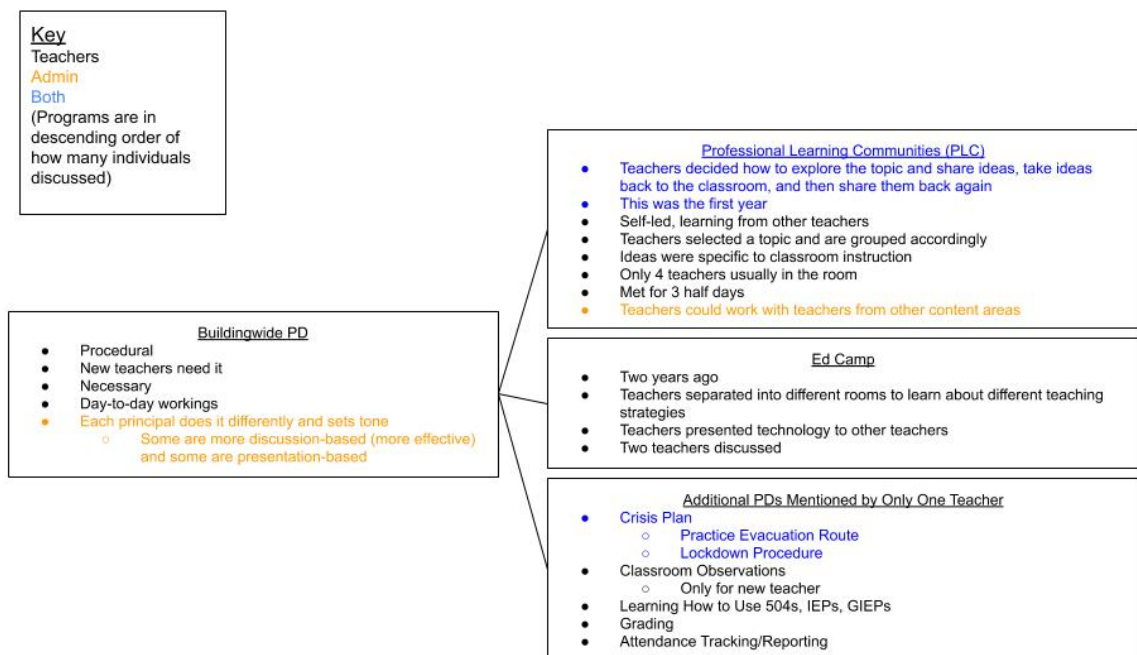 Key
Teachers
Admin
Both
(Programs are in
descending order of
how many individuals
discussed)
Buildingwide PD
● Procedural
● New teachers need it
● Necessary
● Day-to-day workings
● Each principal does it differently and sets tone
○ Some are more discussion-based (more effective)
and some are presentation-based
Professional Learning Communities (PLC)
● Teachers decided how to explore the topic and share ideas, take ideas
back to the classroom, and then share them back again
● This was the first year
● Self-led, learning from other teachers
● Teachers selected a topic and are grouped accordingly
● Ideas were specific to classroom instruction
● Only 4 teachers usually in the room
● Met for 3 half days
● Teachers could work with teachers from other content areas
Ed Camp
● Two years ago
● Teachers separated into different rooms to learn about different teaching
strategies
● Teachers presented technology to other teachers
● Two teachers discussed
Additional PDs Mentioned by Only One Teacher
● Crisis Plan
○ Practice Evacuation Route
○ Lockdown Procedure
● Classroom Observations
○ Only for new teacher
● Learning How to Use 504s, IEPs, GIEPs
● Grading
● Attendance Tracking/Reporting